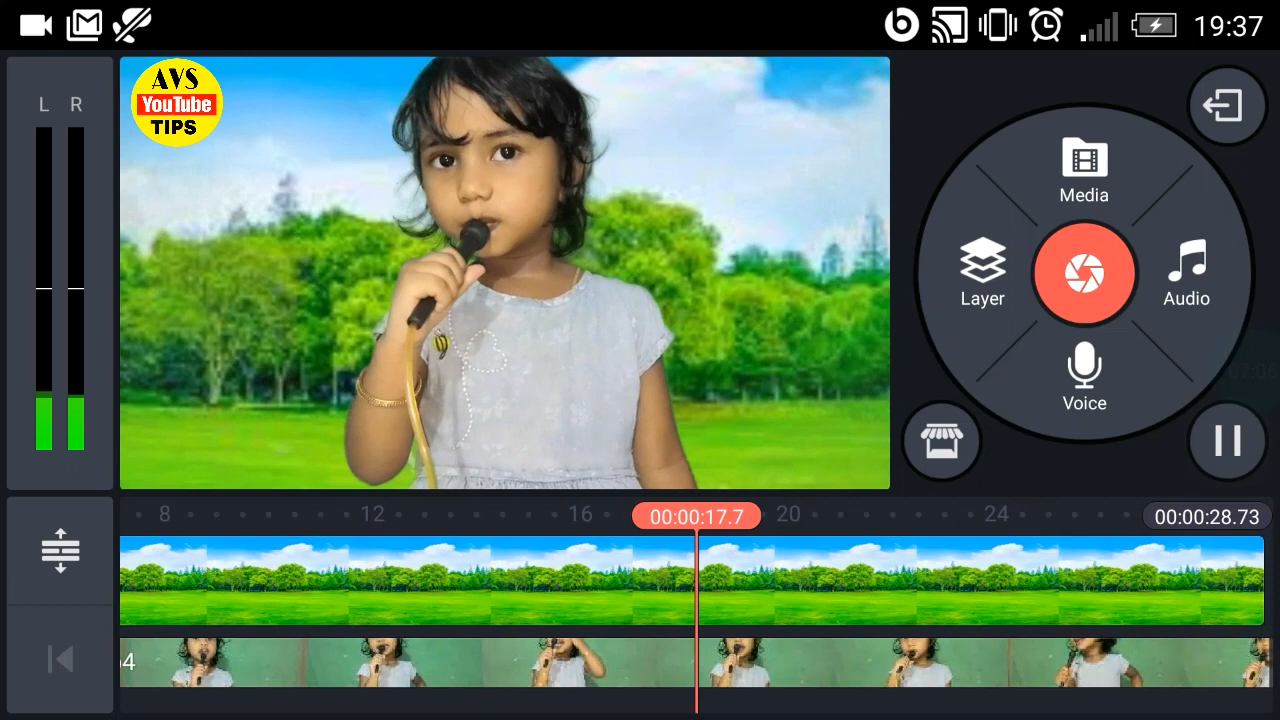 19:37
L R
AVS
YouTube
TIPS
Media
Layer
Audio
Voice
8 12 16 00:00:17.7 20 24 00:00:28.73
04